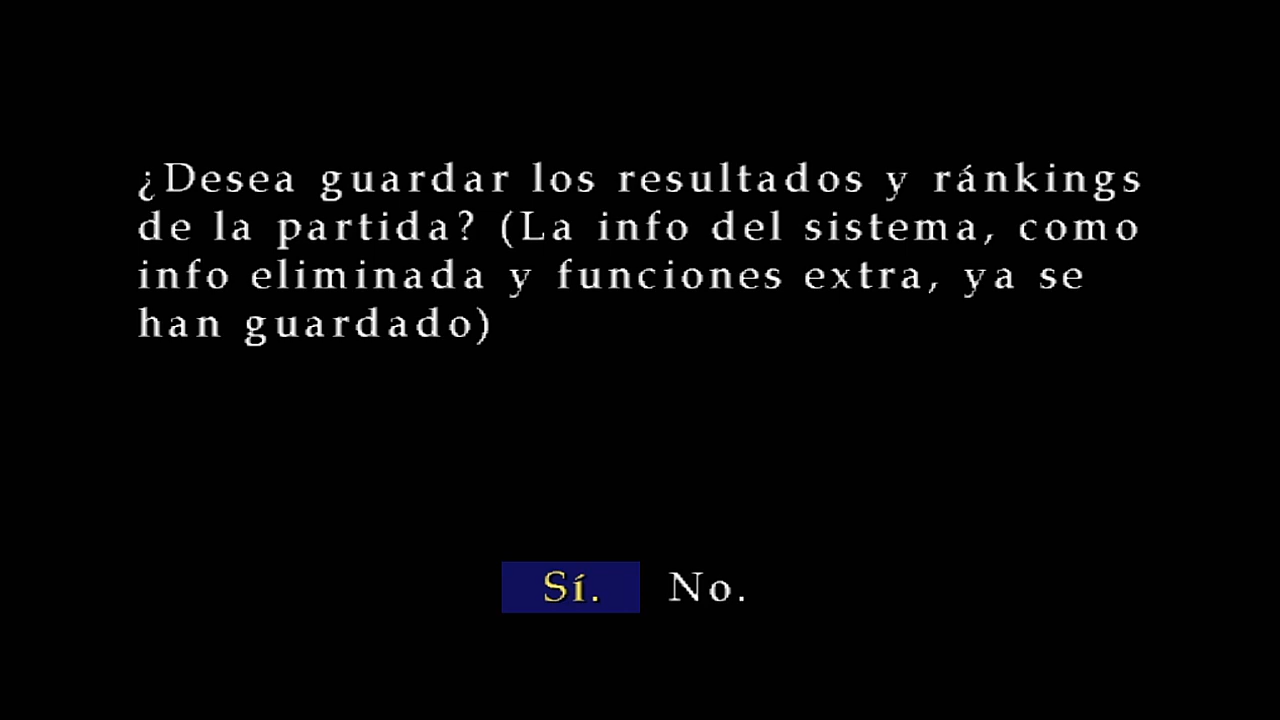 ¿Desea guardar los resultados y ránkings
de la partida? (La info del sistema, como
info eliminada y funciones extra, ya se
han guardado)
Sí. No.